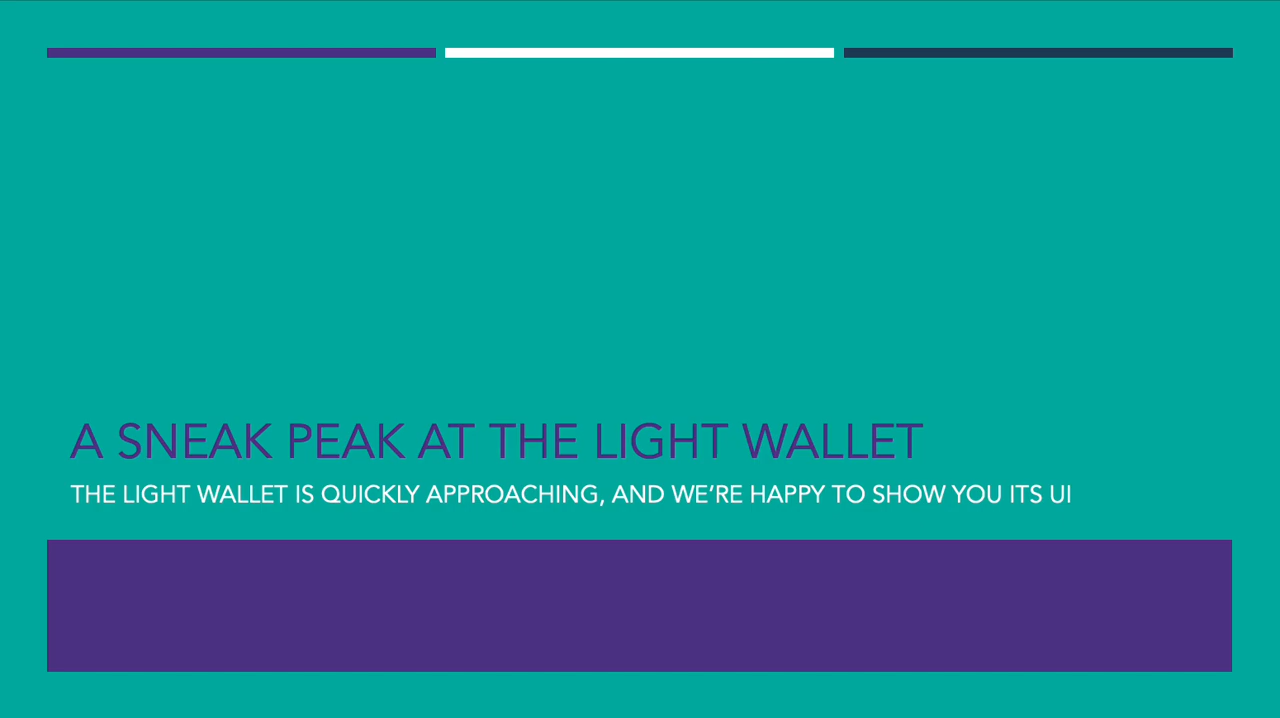 A SNEAK PEAK AT THE LIGHT WALLET
THE LIGHT WALLET IS QUICKLY APPROACHING, AND WE’RE HAPPY TO SHOW YOU ITS UI